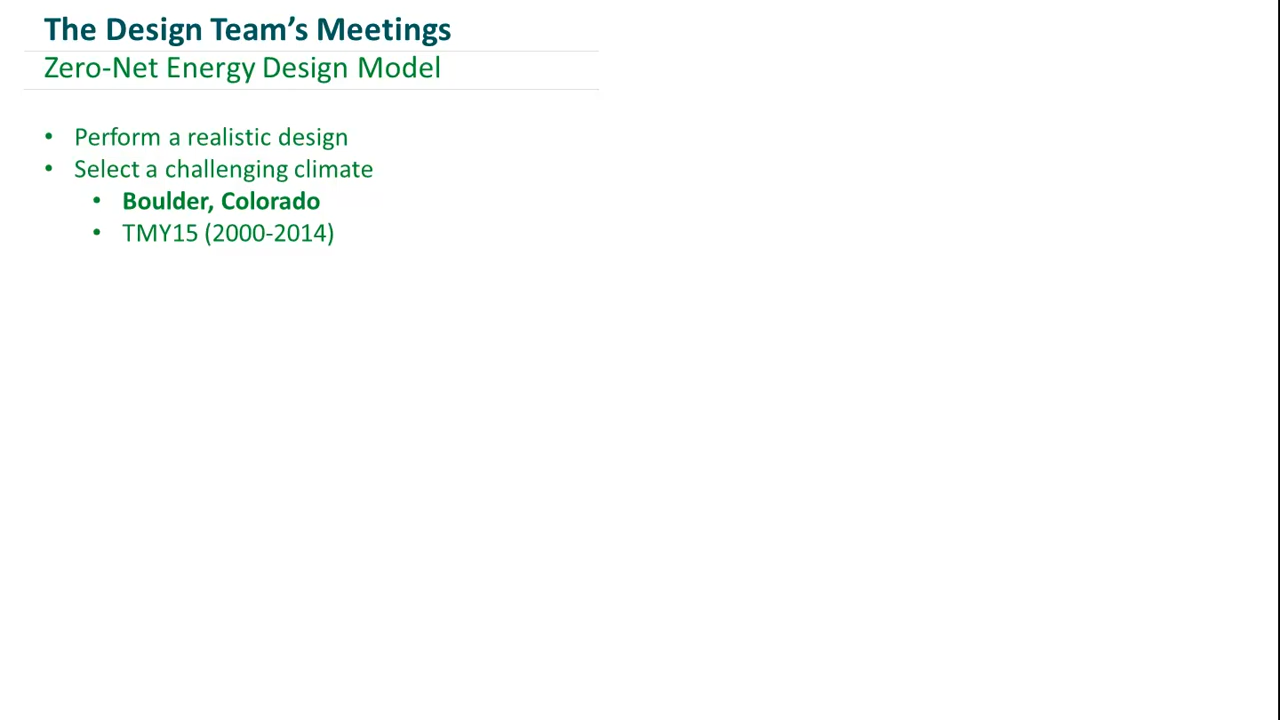 The Design Team’s Meetings
Zero-Net Energy Design Model
• Perform a realistic design
• Select a challenging climate
• Boulder, Colorado
• TMY15 (2000-2014)